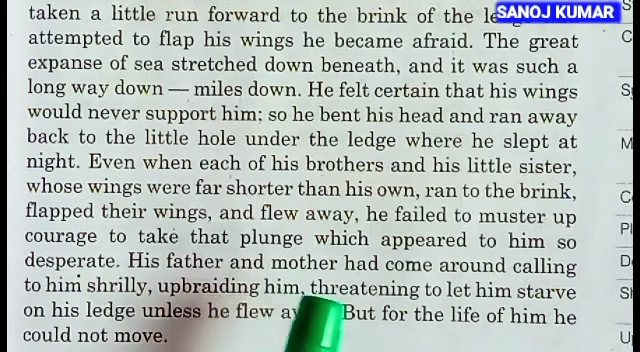 SANOJ KUMAR
taken a little run forward to the brink of the
attempted to flap his wings he became afraid. The great
expanse of sea stretched down beneath, and it was such a
long way down — miles down. He felt certain that his wings
would never support him; so he bent his head and ran away
back to the little hole under the ledge where he slept at
night. Even when each of his brothers and his little sister,
whose wings were far shorter than his own, ran to the brink,
flapped their wings, and flew away, he failed to muster up
courage to take that plunge which appeared to him so
desperate. His father and mother had come around calling
to him shrilly, upbraiding him, threatening to let him starve
on his ledge unless he flew But for the life of him he
could not move.